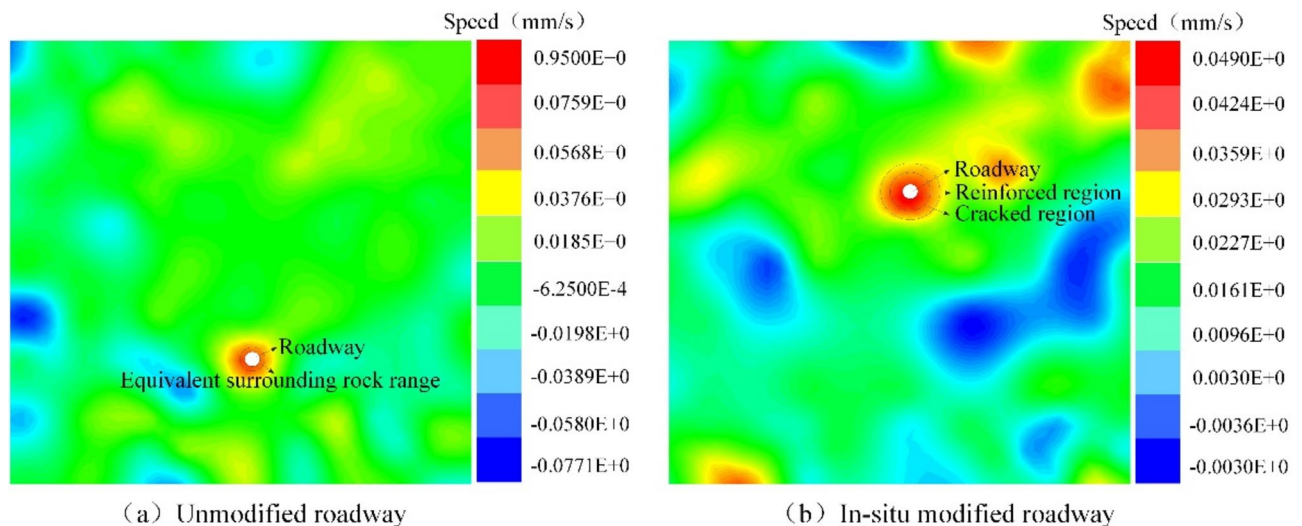 Speed（mm/s）
0.9500E−0
0.0759E−0
0.0568E−0
0.0376E−0
0.0185E−0
-6.2500E-4
-0.0198E+0
-0.0389E+0
-0.0580E+0
-0.0771E+0
Roadway
Equivalent surrounding rock range
（a）Unmodified roadway
Speed（mm/s）
0.0490E+0
0.0424E+0
0.0359E+0
0.0293E+0
0.0227E+0
0.0161E+0
0.0096E+0
0.0030E+0
-0.0036E+0
-0.0030E+0
Roadway
Reinforced region
Cracked region
（b）In-situ modified roadway